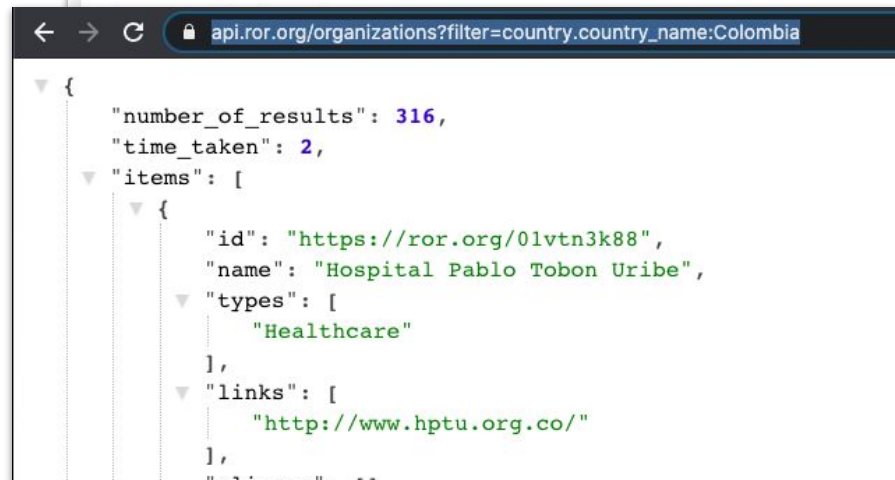 api.ror.org/organizations?filter=country.country_name:Colombia
{
"number_of_results": 316,
"time_taken": 2,
"items": [
{
"id": "https://ror.org/01vtn3k88",
"name": "Hospital Pablo Tobon Uribe",
"types": [
"Healthcare"
],
"links": [
"http://www.hptu.org.co/"
],